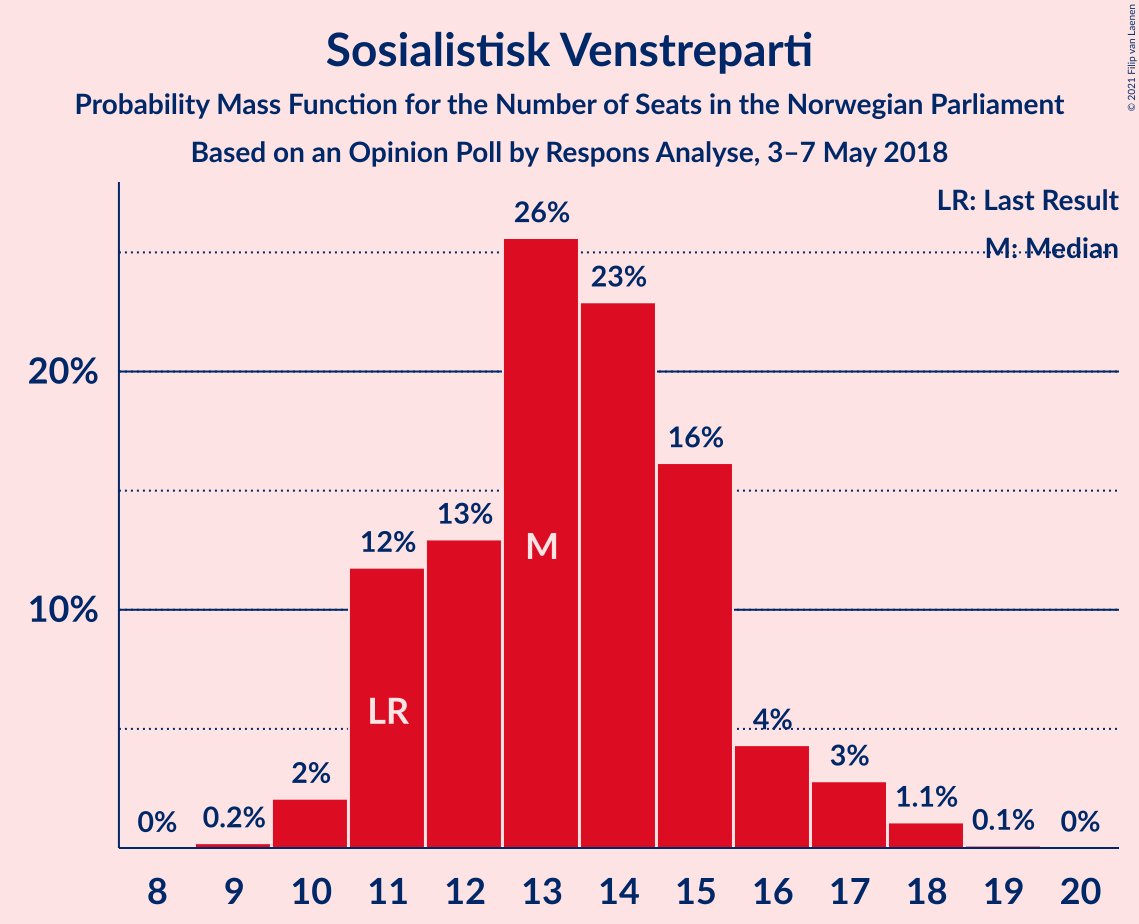 Sosialistisk Venstreparti
Probability Mass Function for the Number of Seats in the Norwegian Parliament
Based on an Opinion Poll by Respons Analyse, 3–7 May 2018
© 2021 Filip van Laenen
LR: Last Result
M: Median
26%
23%
20%
16%
13%
12%
M
10%
LR
4%
3%
2%
1.1%
0% 0.2% 0.1% 0%
8 9 10 11 12 13 14 15 16 17 18 19 20